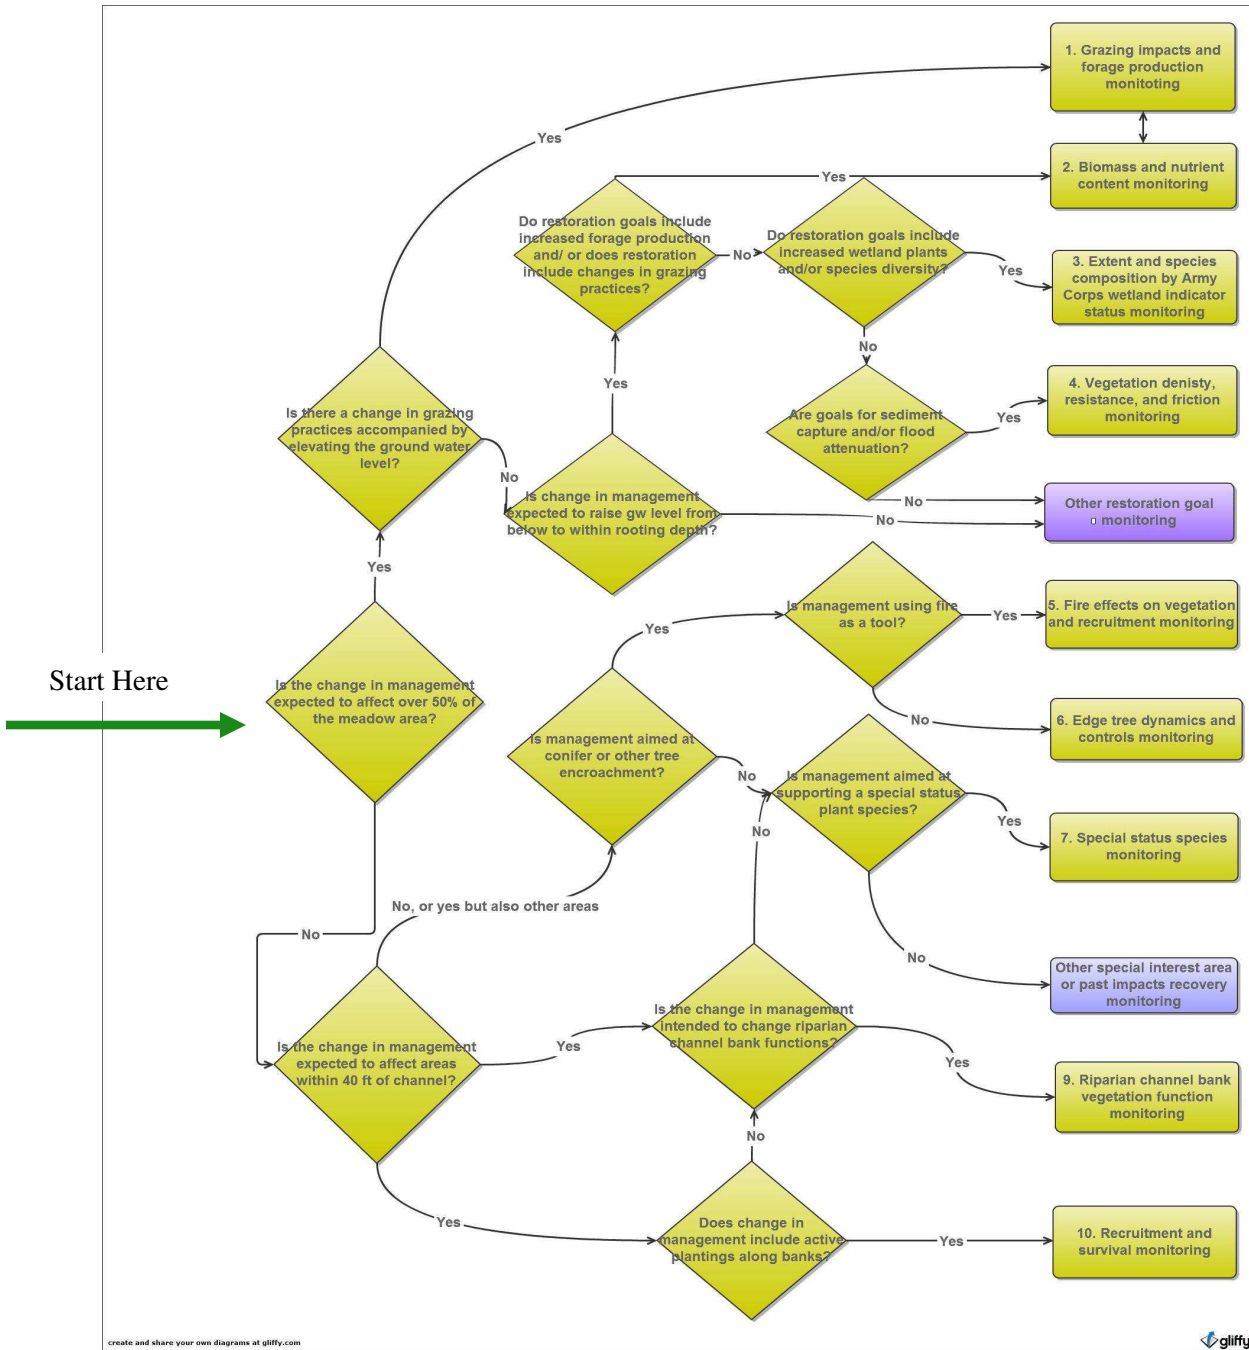 1. Grazing impacts and
forage production
monitoting
Yes
2. Biomass and nutrient
content monitoring
Yes
Do restoration goals include
increased forage production
and/ or does restoration
include changes in grazing
practices?
No
Do restoration goals include
increased wetland plants
and/or species diversity?
Yes
3. Extent and species
composition by Army
Corps wetland indicator
status monitoring
No
Yes
4. Vegetation denisty,
resistance, and friction
monitoring
Are goals for sediment
capture and/or flood
attenuation?
Yes
Is there a change in grazing
practices accompanied by
elevating the ground water
level?
No
Is change in management
expected to raise gw level from
below to within rooting depth?
No
No
Other restoration goal
monitoring
Yes
Is management using fire
as a tool?
Yes
5. Fire effects on vegetation
and recruitment monitoring
Yes
Start Here
Is the change in management
expected to affect over 50% of
the meadow area?
No
6. Edge tree dynamics and
controls monitoring
Is management aimed at
conifer or other tree
encroachment?
No
Is management aimed at
supporting a special status
plant species?
Yes
7. Special status species
monitoring
No
No, or yes but also other areas
No
No
Other special interest area
or past impacts recovery
monitoring
Is the change in management
expected to affect areas
within 40 ft of channel?
Yes
Is the change in management
intended to change riparian
channel bank functions?
Yes
9. Riparian channel bank
vegetation function
monitoring
No
Yes
Does change in
management include active
plantings along banks?
Yes
10. Recruitment and
survival monitoring
create and share your own diagrams at gliffy.com
gliffy